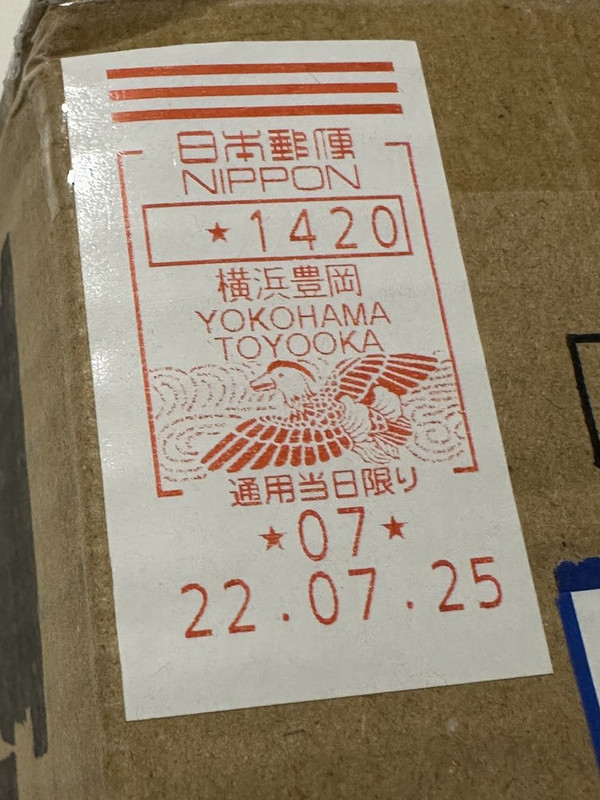 日本郵便
NIPPON
★1420
横浜豊岡
YOKOHAMA
TOYOOKA
通用当日限り
★07★
22.07.25